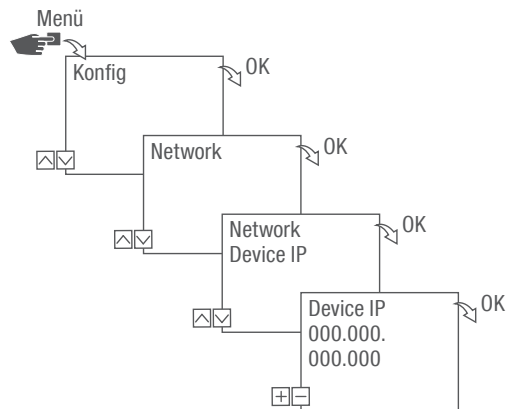 Menü
Konfig
OK
Network
OK
Network
Device IP
OK
Device IP
000.000.
000.000
OK